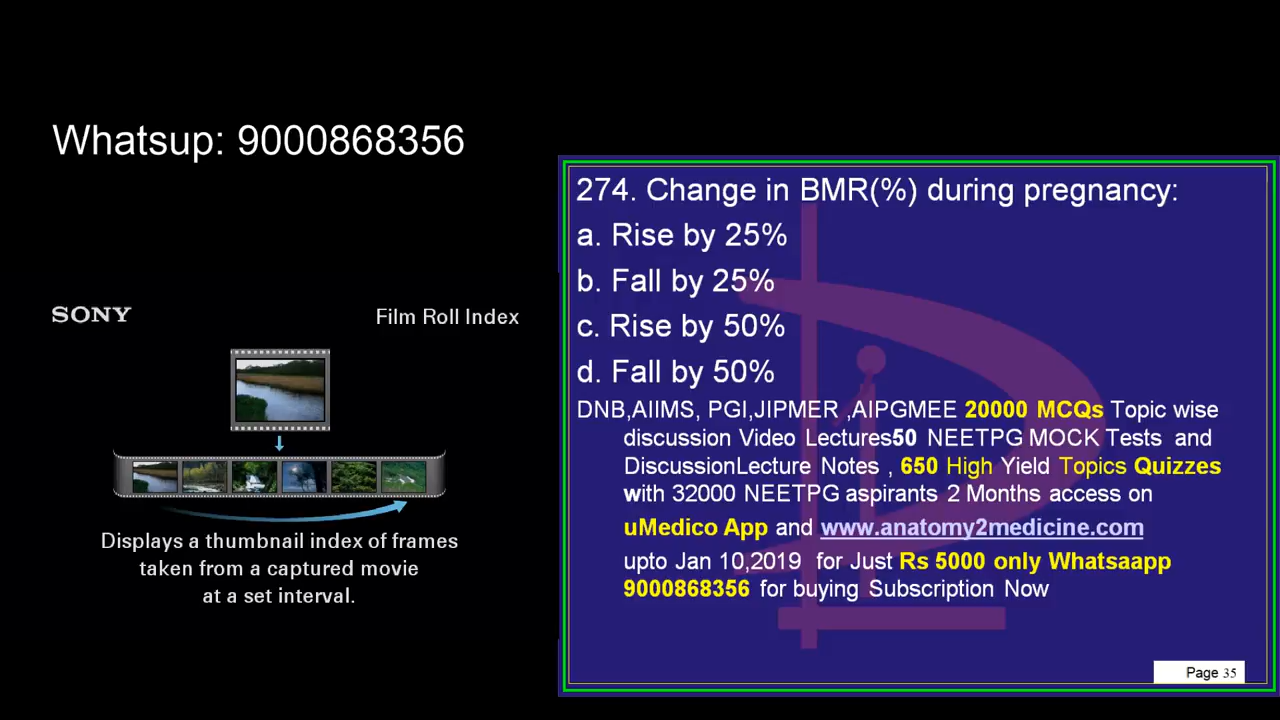 Whatsup: 9000868356
SONY
Film Roll Index
Displays a thumbnail index of frames
taken from a captured movie
at a set interval.
274. Change in BMR(%) during pregnancy:
a. Rise by 25%
b. Fall by 25%
c. Rise by 50%
d. Fall by 50%
DNB,AIIMS, PGI,JIPMER ,AIPGMEE 20000 MCQs Topic wise
discussion Video Lectures50 NEETPG MOCK Tests and
DiscussionLecture Notes , 650 High Yield Topics Quizzes
with 32000 NEETPG aspirants 2 Months access on
uMedico App and www.anatomy2medicine.com
upto Jan 10,2019 for Just Rs 5000 only Whatsaapp
9000868356 for buying Subscription Now
Page 35